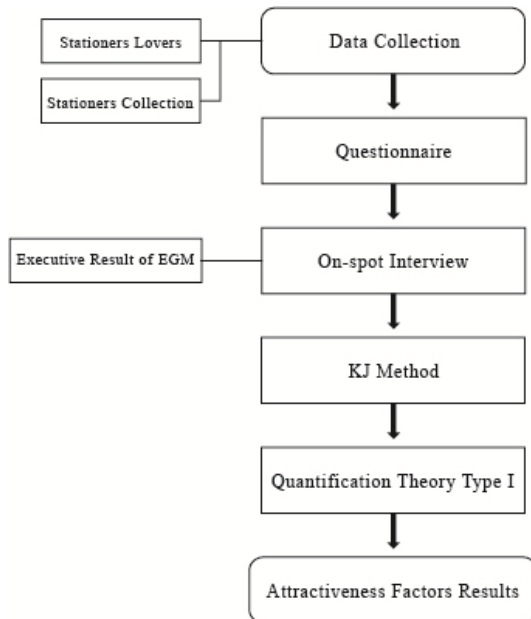 Stationers Lovers
Data Collection
Stationers Collection
Questionnaire
Executive Result of EGM
On-spot Interview
KJ Method
Quantification Theory Type I
Attractiveness Factors Results